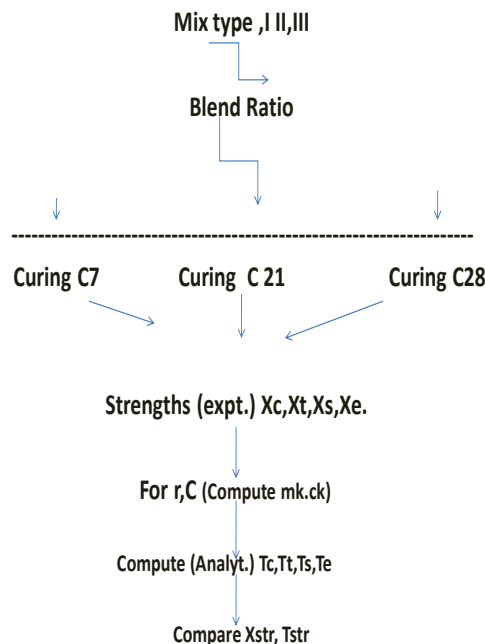 Mix type ,I II,III
Blend Ratio
Curing C7 Curing C 21 Curing C28
Strengths (expt.) Xc,Xt,Xs,Xe.
For r,C (Compute mk.ck)
Compute (Analyt.) Tc,Tt,Ts,Te
Compare Xstr, Tstr